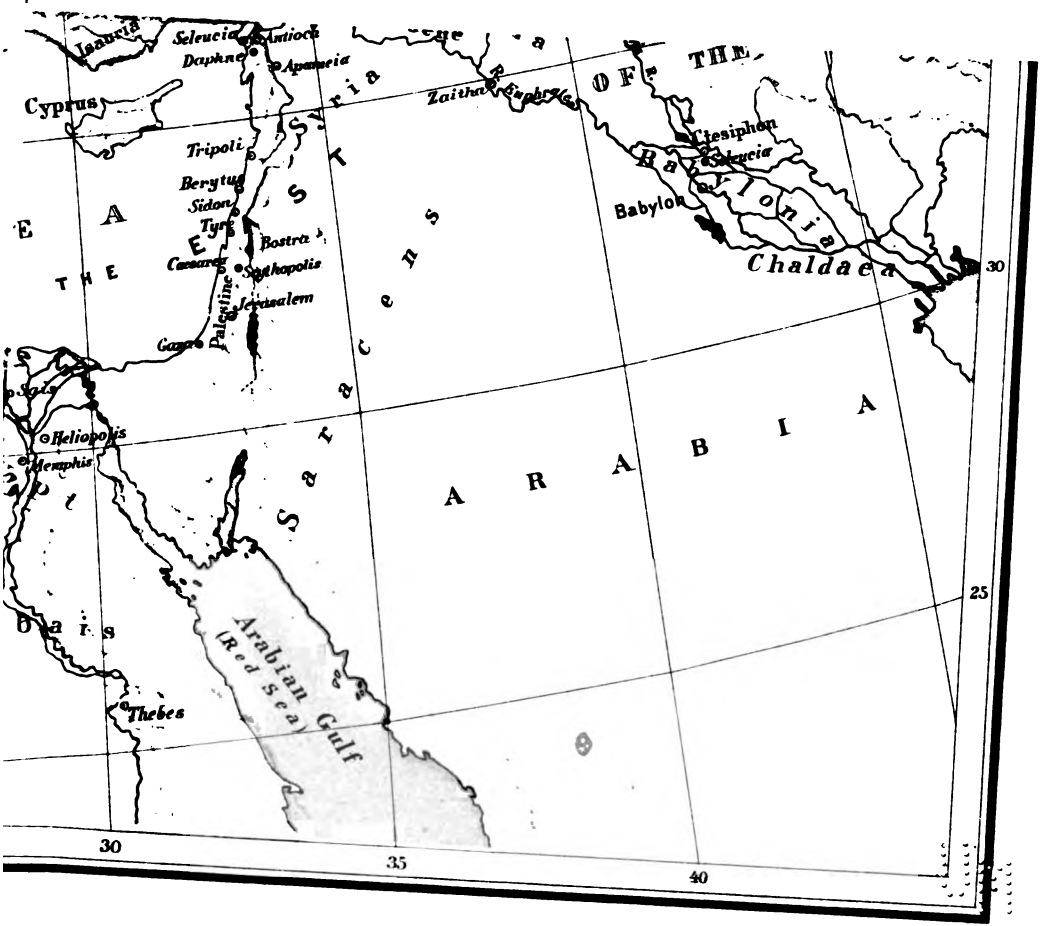 Isauria
Seleucia
Antioch
Daphne
Apameia
Cyprus
Syria
Tripoli
Berytus
Sidon
Tyre
Bostra
Caesarea
Scythopolis
Palestine
Jerusalem
Gaza
THE EAST
E A
Zaitha
R. Euphrates
OF THE
Ctesiphon
Seleucia
Babylonia
Babylon
Chaldaea
30
Saracens
ARABIA
Sais
Heliopolis
Memphis
p t
bais
Thebes
Arabian Gulf
(Red Sea)
25
30
35
40